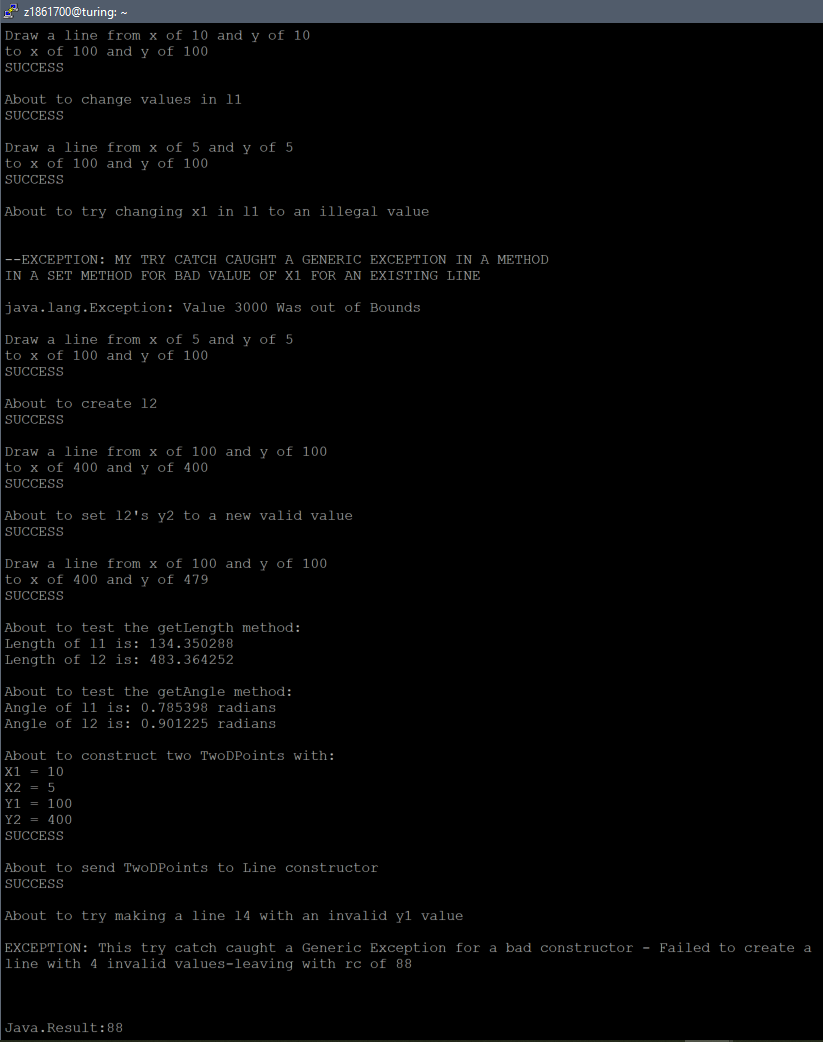 z1861700@turing: ~
Draw a line from x of 10 and y of 10
to x of 100 and y of 100
SUCCESS
About to change values in l1
SUCCESS
Draw a line from x of 5 and y of 5
to x of 100 and y of 100
SUCCESS
About to try changing x1 in l1 to an illegal value
--EXCEPTION: MY TRY CATCH CAUGHT A GENERIC EXCEPTION IN A METHOD
IN A SET METHOD FOR BAD VALUE OF X1 FOR AN EXISTING LINE
java.lang.Exception: Value 3000 Was out of Bounds
Draw a line from x of 5 and y of 5
to x of 100 and y of 100
SUCCESS
About to create l2
SUCCESS
Draw a line from x of 100 and y of 100
to x of 400 and y of 400
SUCCESS
About to set l2's y2 to a new valid value
SUCCESS
Draw a line from x of 100 and y of 100
to x of 400 and y of 479
SUCCESS
About to test the getLength method:
Length of l1 is: 134.350288
Length of l2 is: 483.364252
About to test the getAngle method:
Angle of l1 is: 0.785398 radians
Angle of l2 is: 0.901225 radians
About to construct two TwoDPoints with:
X1 = 10
X2 = 5
Y1 = 100
Y2 = 400
SUCCESS
About to send TwoDPoints to Line constructor
SUCCESS
About to try making a line l4 with an invalid y1 value
EXCEPTION: This try catch caught a Generic Exception for a bad constructor - Failed to create a
line with 4 invalid values-leaving with rc of 88
Java.Result:88